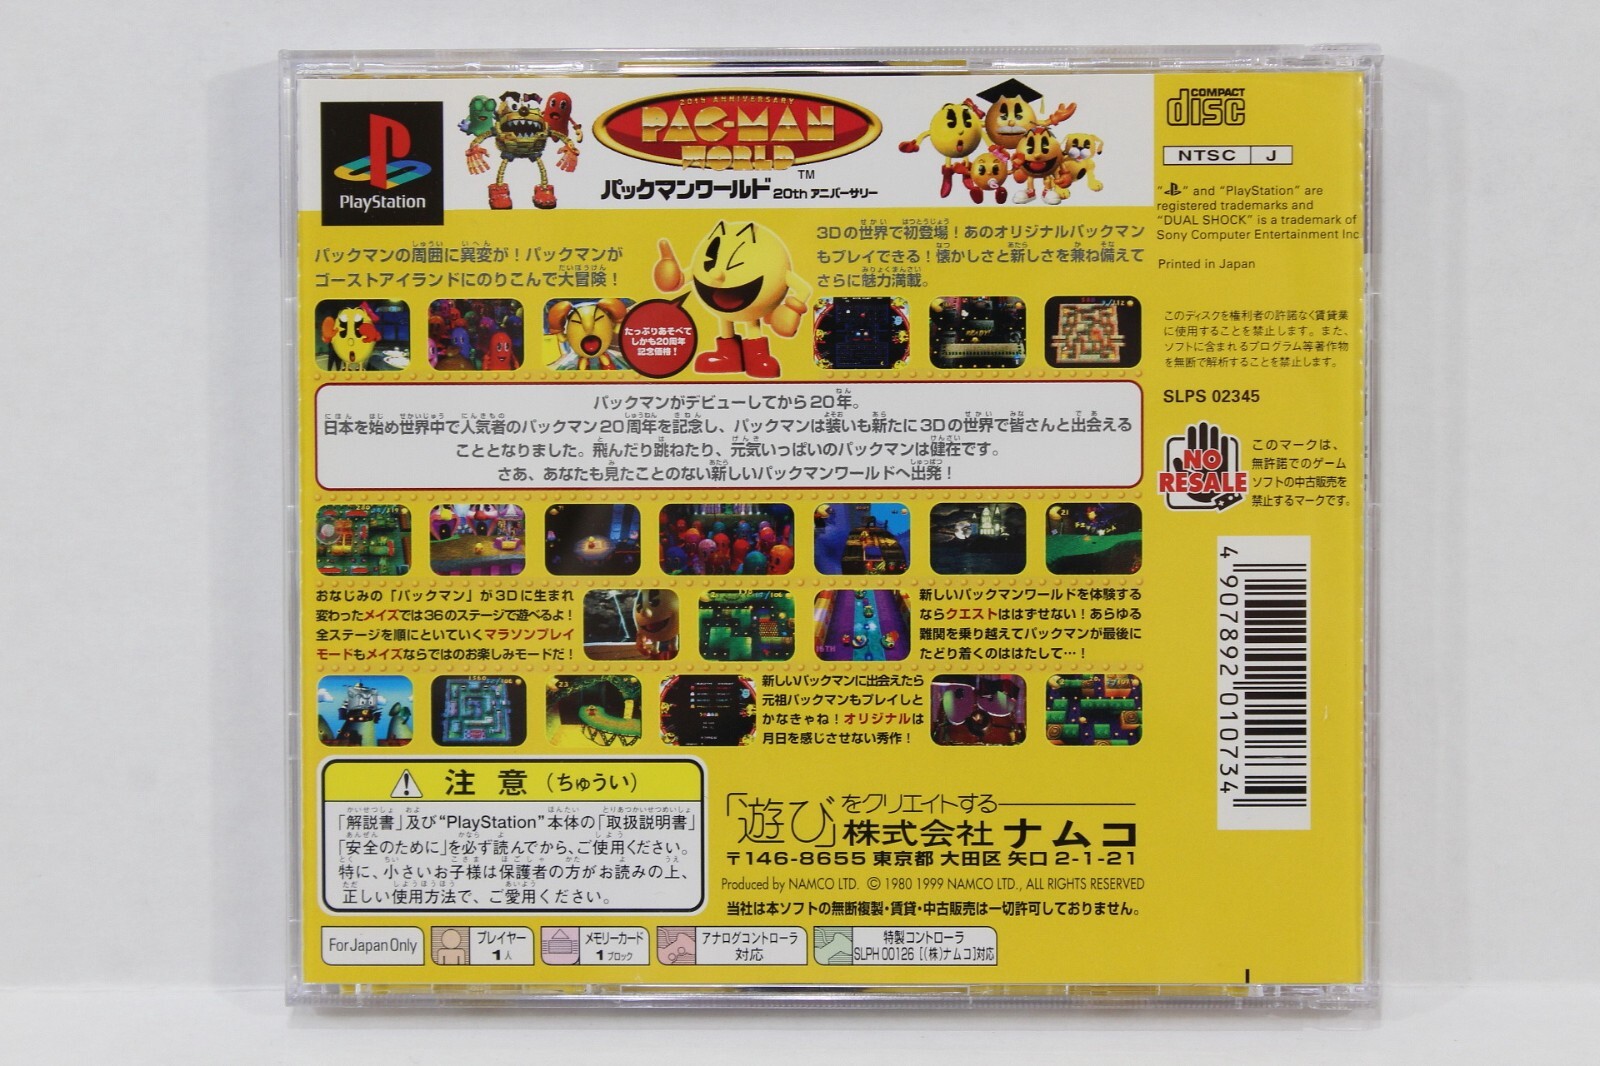 PlayStation
20TH ANNIVERSARY
PAC-MAN
WORLD
TM
パックマンワールド 20th アニバーサリー
パックマンの周囲に異変が！パックマンが
ゴーストアイランドにのりこんで大冒険！
たっぷりあそべて
しかも20周年
記念価格！
3Dの世界で初登場！あのオリジナルパックマン
もプレイできる！懐かしさと新しさを兼ね備えて
さらに魅力満載。
パックマンがデビューしてから20年。
日本を始め世界中で人気者のパックマン20周年を記念し、パックマンは装いも新たに3Dの世界で皆さんと出会える
こととなりました。飛んだり跳ねたり、元気いっぱいのパックマンは健在です。
さあ、あなたも見たことのない新しいパックマンワールドへ出発！
おなじみの「パックマン」が3Dに生まれ
変わったメイズでは36のステージで遊べるよ！
全ステージを順にといていくマラソンプレイ
モードもメイズならではのお楽しみモードだ！
新しいパックマンワールドを体験する
ならクエストははずせない！あらゆる
難関を乗り越えてパックマンが最後に
たどり着くのははたして…！
新しいパックマンに出会えたら
元祖パックマンもプレイしと
かなきゃね！オリジナルは
月日を感じさせない秀作！
注意（ちゅうい）
「解説書」及び“PlayStation”本体の「取扱説明書」
「安全のために」を必ず読んでから、ご使用ください。
特に、小さいお子様は保護者の方がお読みの上、
正しい使用方法で、ご愛用ください。
「遊び」をクリエイトする
株式会社 ナムコ
〒146-8655 東京都 大田区 矢口 2-1-21
Produced by NAMCO LTD. © 1980 1999 NAMCO LTD., ALL RIGHTS RESERVED
当社は本ソフトの無断複製・賃貸・中古販売は一切許可しておりません。
For Japan Only
プレイヤー
1人
メモリーカード
1ブロック
アナログコントローラ
対応
特製コントローラ
SLPH 00126 [(株)ナムコ]対応
COMPACT
disc
NTSC J
“ ” and “PlayStation” are
registered trademarks and
“DUAL SHOCK” is a trademark of
Sony Computer Entertainment Inc.
Printed in Japan
このディスクを権利者の許諾なく賃貸業
に使用することを禁止します。また、
ソフトに含まれるプログラム等著作物
を無断で解析することを禁止します。
SLPS 02345
NO
RESALE
このマークは、
無許諾でのゲーム
ソフトの中古販売を
禁止するマークです。
4 907892 010734